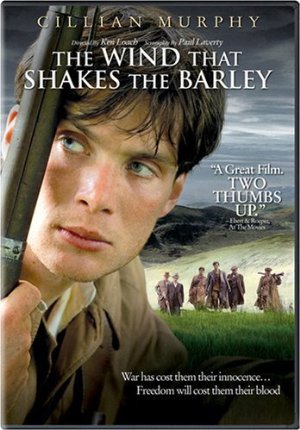 CILLIAN MURPHY
Directed By Ken Loach Screenplay By Paul Laverty
THE WIND THAT
SHAKES THE BARLEY
"A Great Film.
TWO
THUMBS
UP."
Ebert & Roeper,
At The Movies
War has cost them their innocence...
Freedom will cost them their lives.